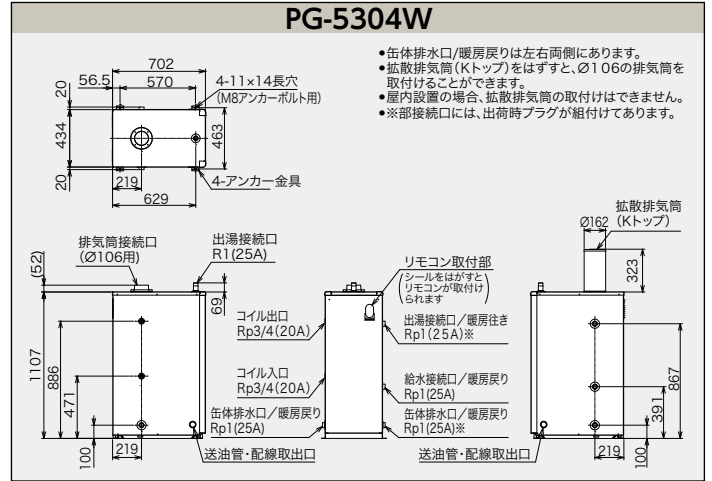 PG-5304W
702
56.5
570
4-11×14長穴
(M8アンカーボルト用)
20
434
20
463
219
629
4-アンカー金具
•缶体排水口/暖房戻りは左右両側にあります。
•拡散排気筒(Kトップ)をはずすと、Ø106の排気筒を
取付けることができます。
•屋内設置の場合、拡散排気筒の取付けはできません。
•※部接続口には、出荷時プラグが組付けてあります。
排気筒接続口
(Ø106用)
出湯接続口
R1(25A)
(52)
69
1107
886
471
100
219
送油管・配線取出口
リモコン取付部
(シールをはがすと
リモコンが取付け
られます)
コイル出口
Rp3/4(20A)
コイル入口
Rp3/4(20A)
缶体排水口/暖房戻り
Rp1(25A)
出湯接続口/暖房往き
Rp1(25A)※
給水接続口/暖房戻り
Rp1(25A)
缶体排水口/暖房戻り
Rp1(25A)※
拡散排気筒
(Kトップ)
Ø162
323
867
391
100
219
送油管・配線取出口